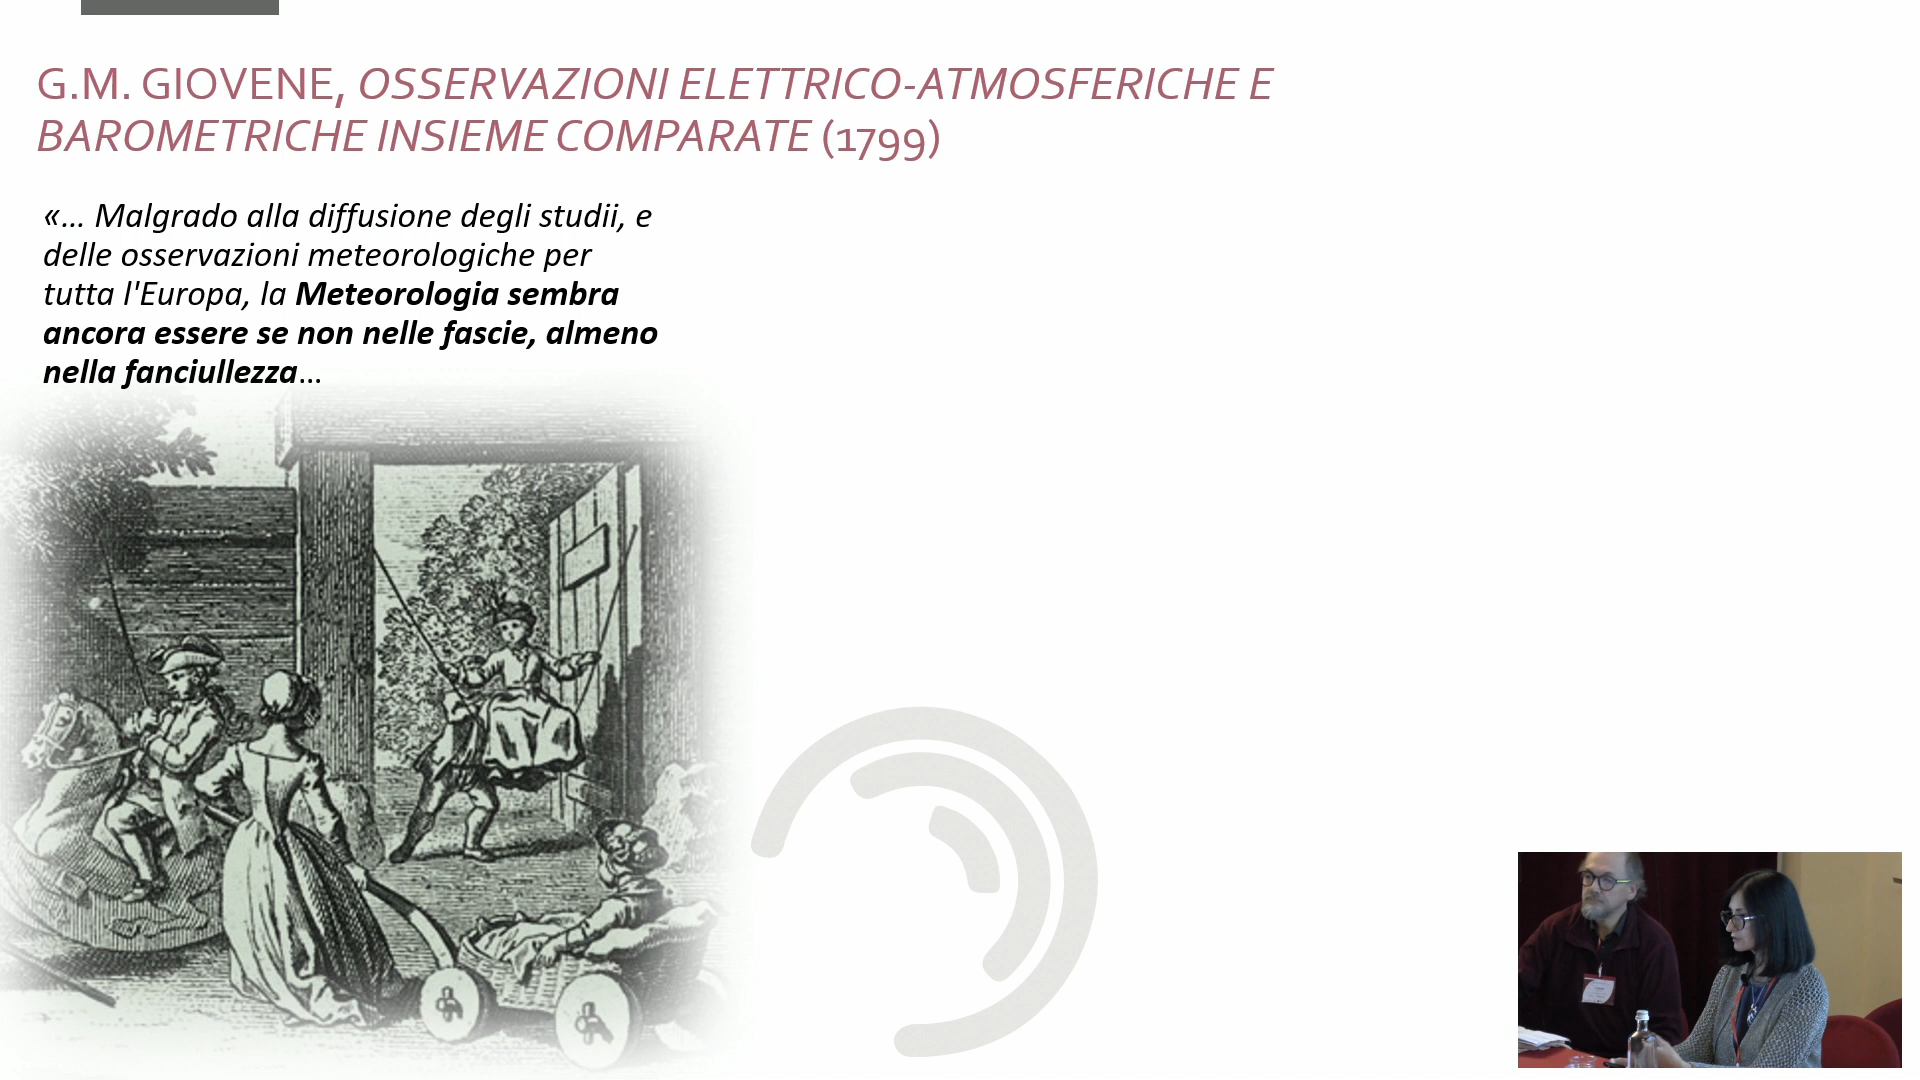 G.M. GIOVENE, OSSERVAZIONI ELETTRICO-ATMOSFERICHE E
BAROMETRICHE INSIEME COMPARATE (1799)
«... Malgrado alla diffusione degli studii, e
delle osservazioni meteorologiche per
tutta l'Europa, la Meteorologia sembra
ancora essere se non nelle fascie, almeno
nella fanciullezza...